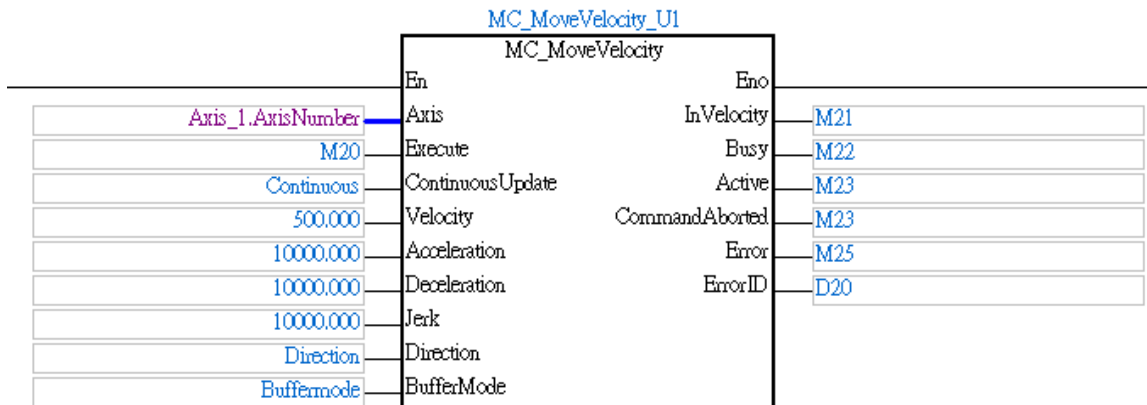 MC_MoveVelocity_U1
MC_MoveVelocity
En Eno
Axis_1.AxisNumber Axis InVelocity M21
M20 Execute Busy M22
Continuous ContinuousUpdate Active M23
500.000 Velocity CommandAborted M23
10000.000 Acceleration Error M25
10000.000 Deceleration ErrorID D20
10000.000 Jerk
Direction Direction
Buffermode BufferMode